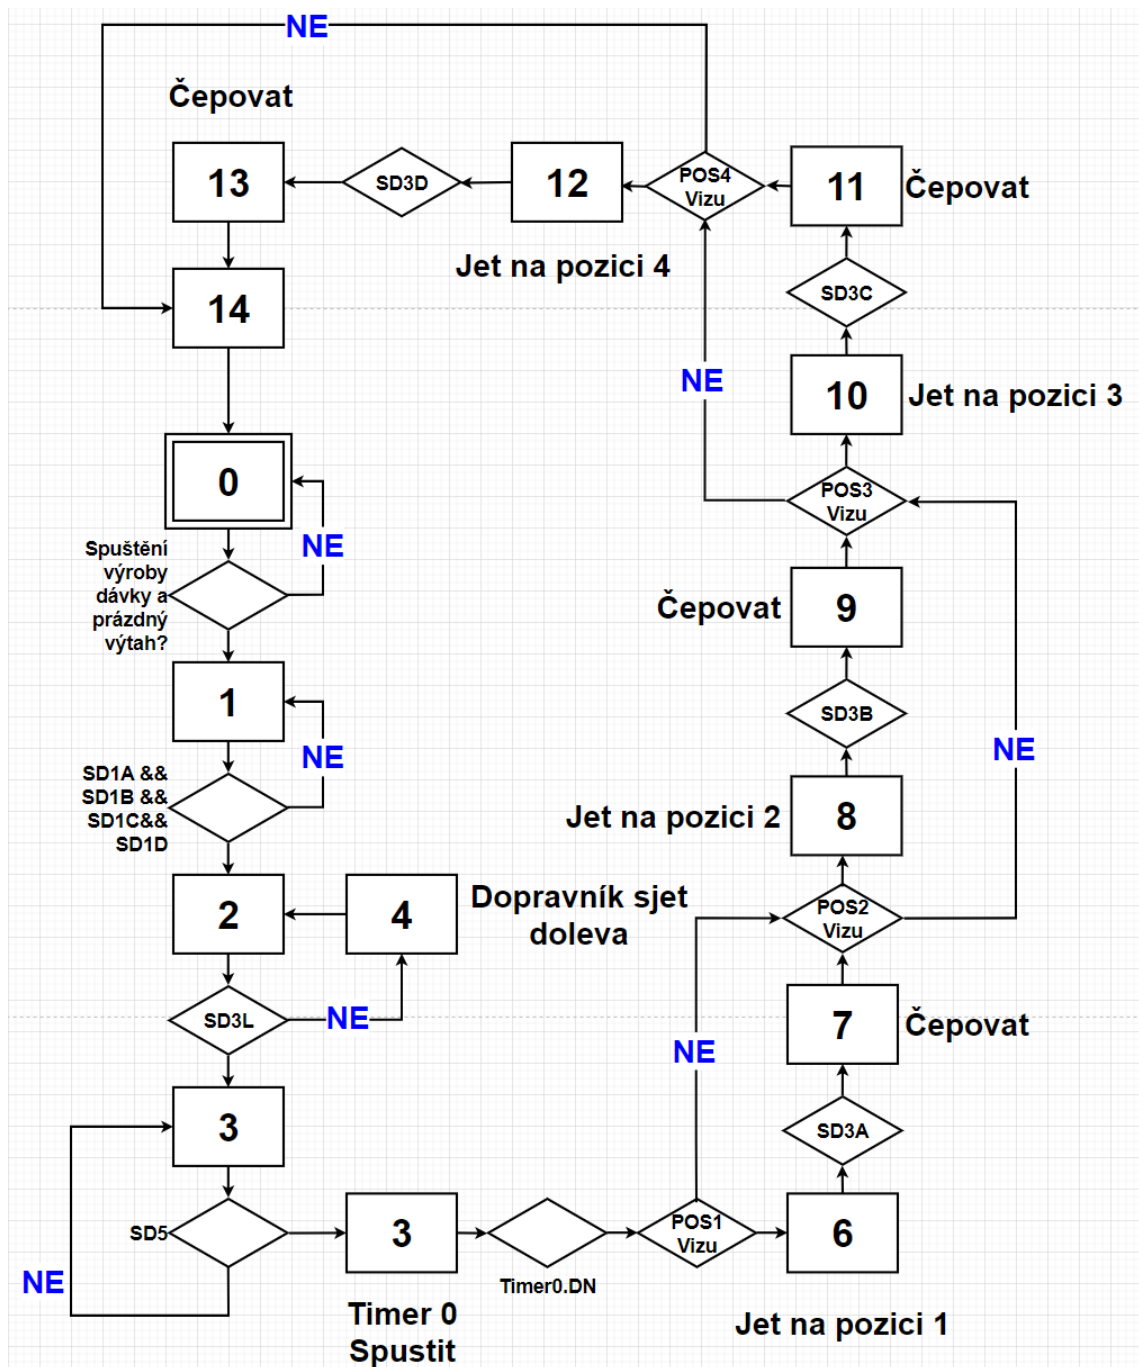 NE
Čepovat
13
SD3D
12
POS4
Vizu
11
Čepovat
Jet na pozici 4
14
SD3C
NE
10
Jet na pozici 3
0
POS3
Vizu
NE
Spuštění
výroby
dávky a
prázdný
výtah?
Čepovat
9
1
SD3B
NE
NE
SD1A &&
SD1B &&
SD1C&&
SD1D
Jet na pozici 2
8
2
4
Dopravník sjet
doleva
POS2
Vizu
SD3L
NE
7
Čepovat
NE
3
SD3A
SD5
3
POS1
Vizu
6
NE
Timer0.DN
Timer 0
Spustit
Jet na pozici 1